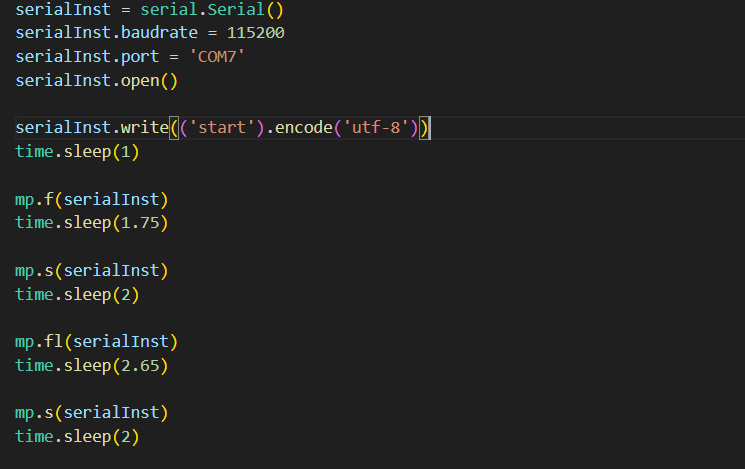 serialInst = serial.Serial()
serialInst.baudrate = 115200
serialInst.port = 'COM7'
serialInst.open()
serialInst.write(('start').encode('utf-8'))
time.sleep(1)
mp.f(serialInst)
time.sleep(1.75)
mp.s(serialInst)
time.sleep(2)
mp.fl(serialInst)
time.sleep(2.65)
mp.s(serialInst)
time.sleep(2)